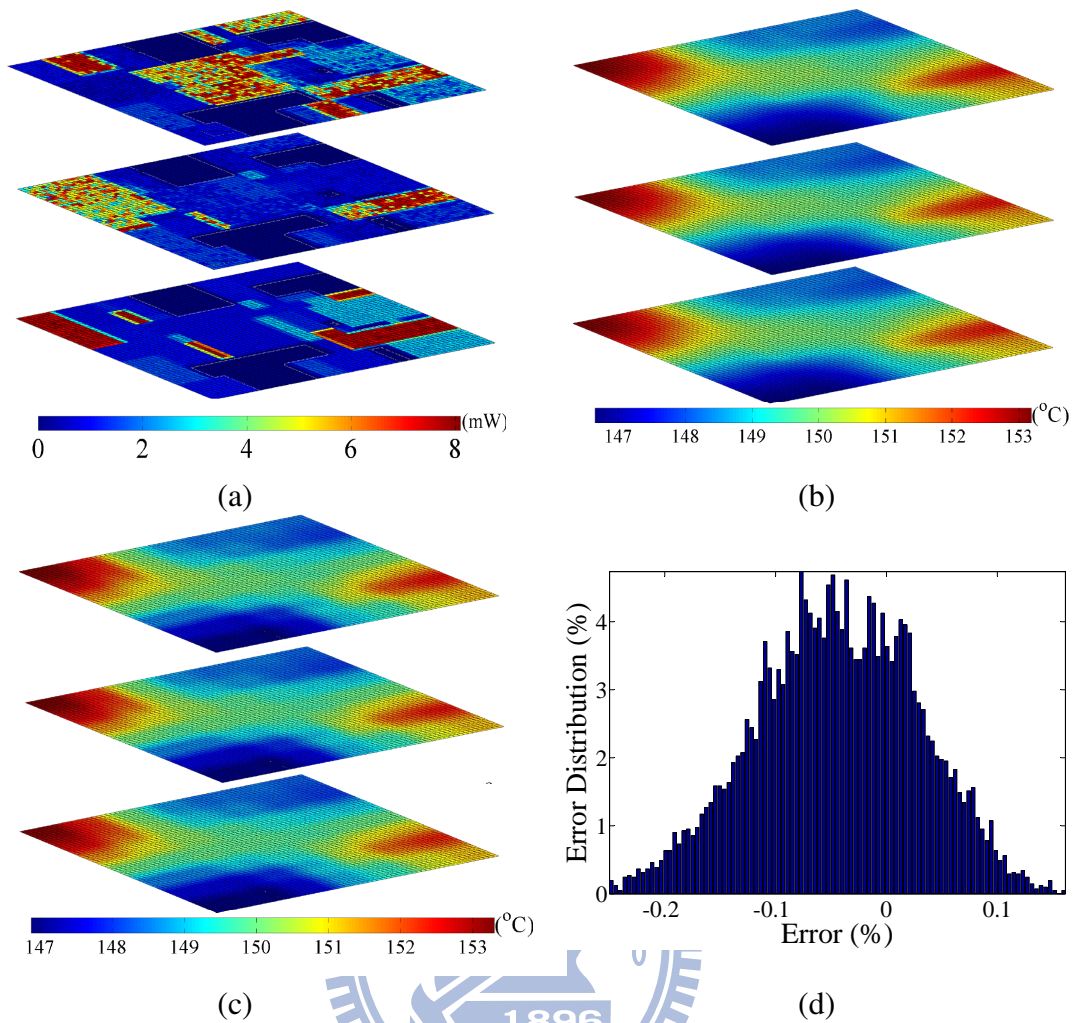 0 2 4 6 8 (mW)
147 148 149 150 151 152 153 (°C)
(a)
(b)
147 148 149 150 151 152 153 (°C)
Error Distribution (%)
4
3
2
1
0
-0.2 -0.1 0 0.1
Error (%)
(c)
(d)
1896